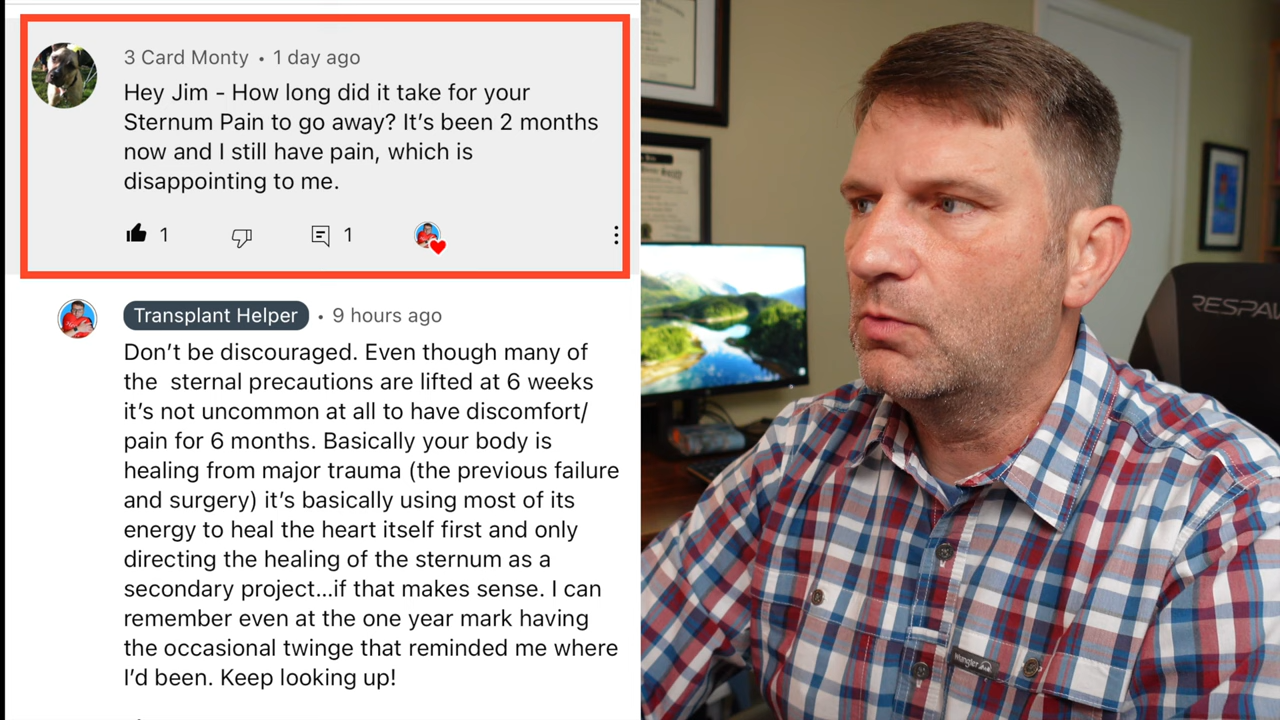 3 Card Monty • 1 day ago
Hey Jim - How long did it take for your
Sternum Pain to go away? It's been 2 months
now and I still have pain, which is
disappointing to me.
1 1
Transplant Helper • 9 hours ago
Don't be discouraged. Even though many of
the sternal precautions are lifted at 6 weeks
it's not uncommon at all to have discomfort/
pain for 6 months. Basically your body is
healing from major trauma (the previous failure
and surgery) it's basically using most of its
energy to heal the heart itself first and only
directing the healing of the sternum as a
secondary project...if that makes sense. I can
remember even at the one year mark having
the occasional twinge that reminded me where
I'd been. Keep looking up!
RESPAW
Wrangler